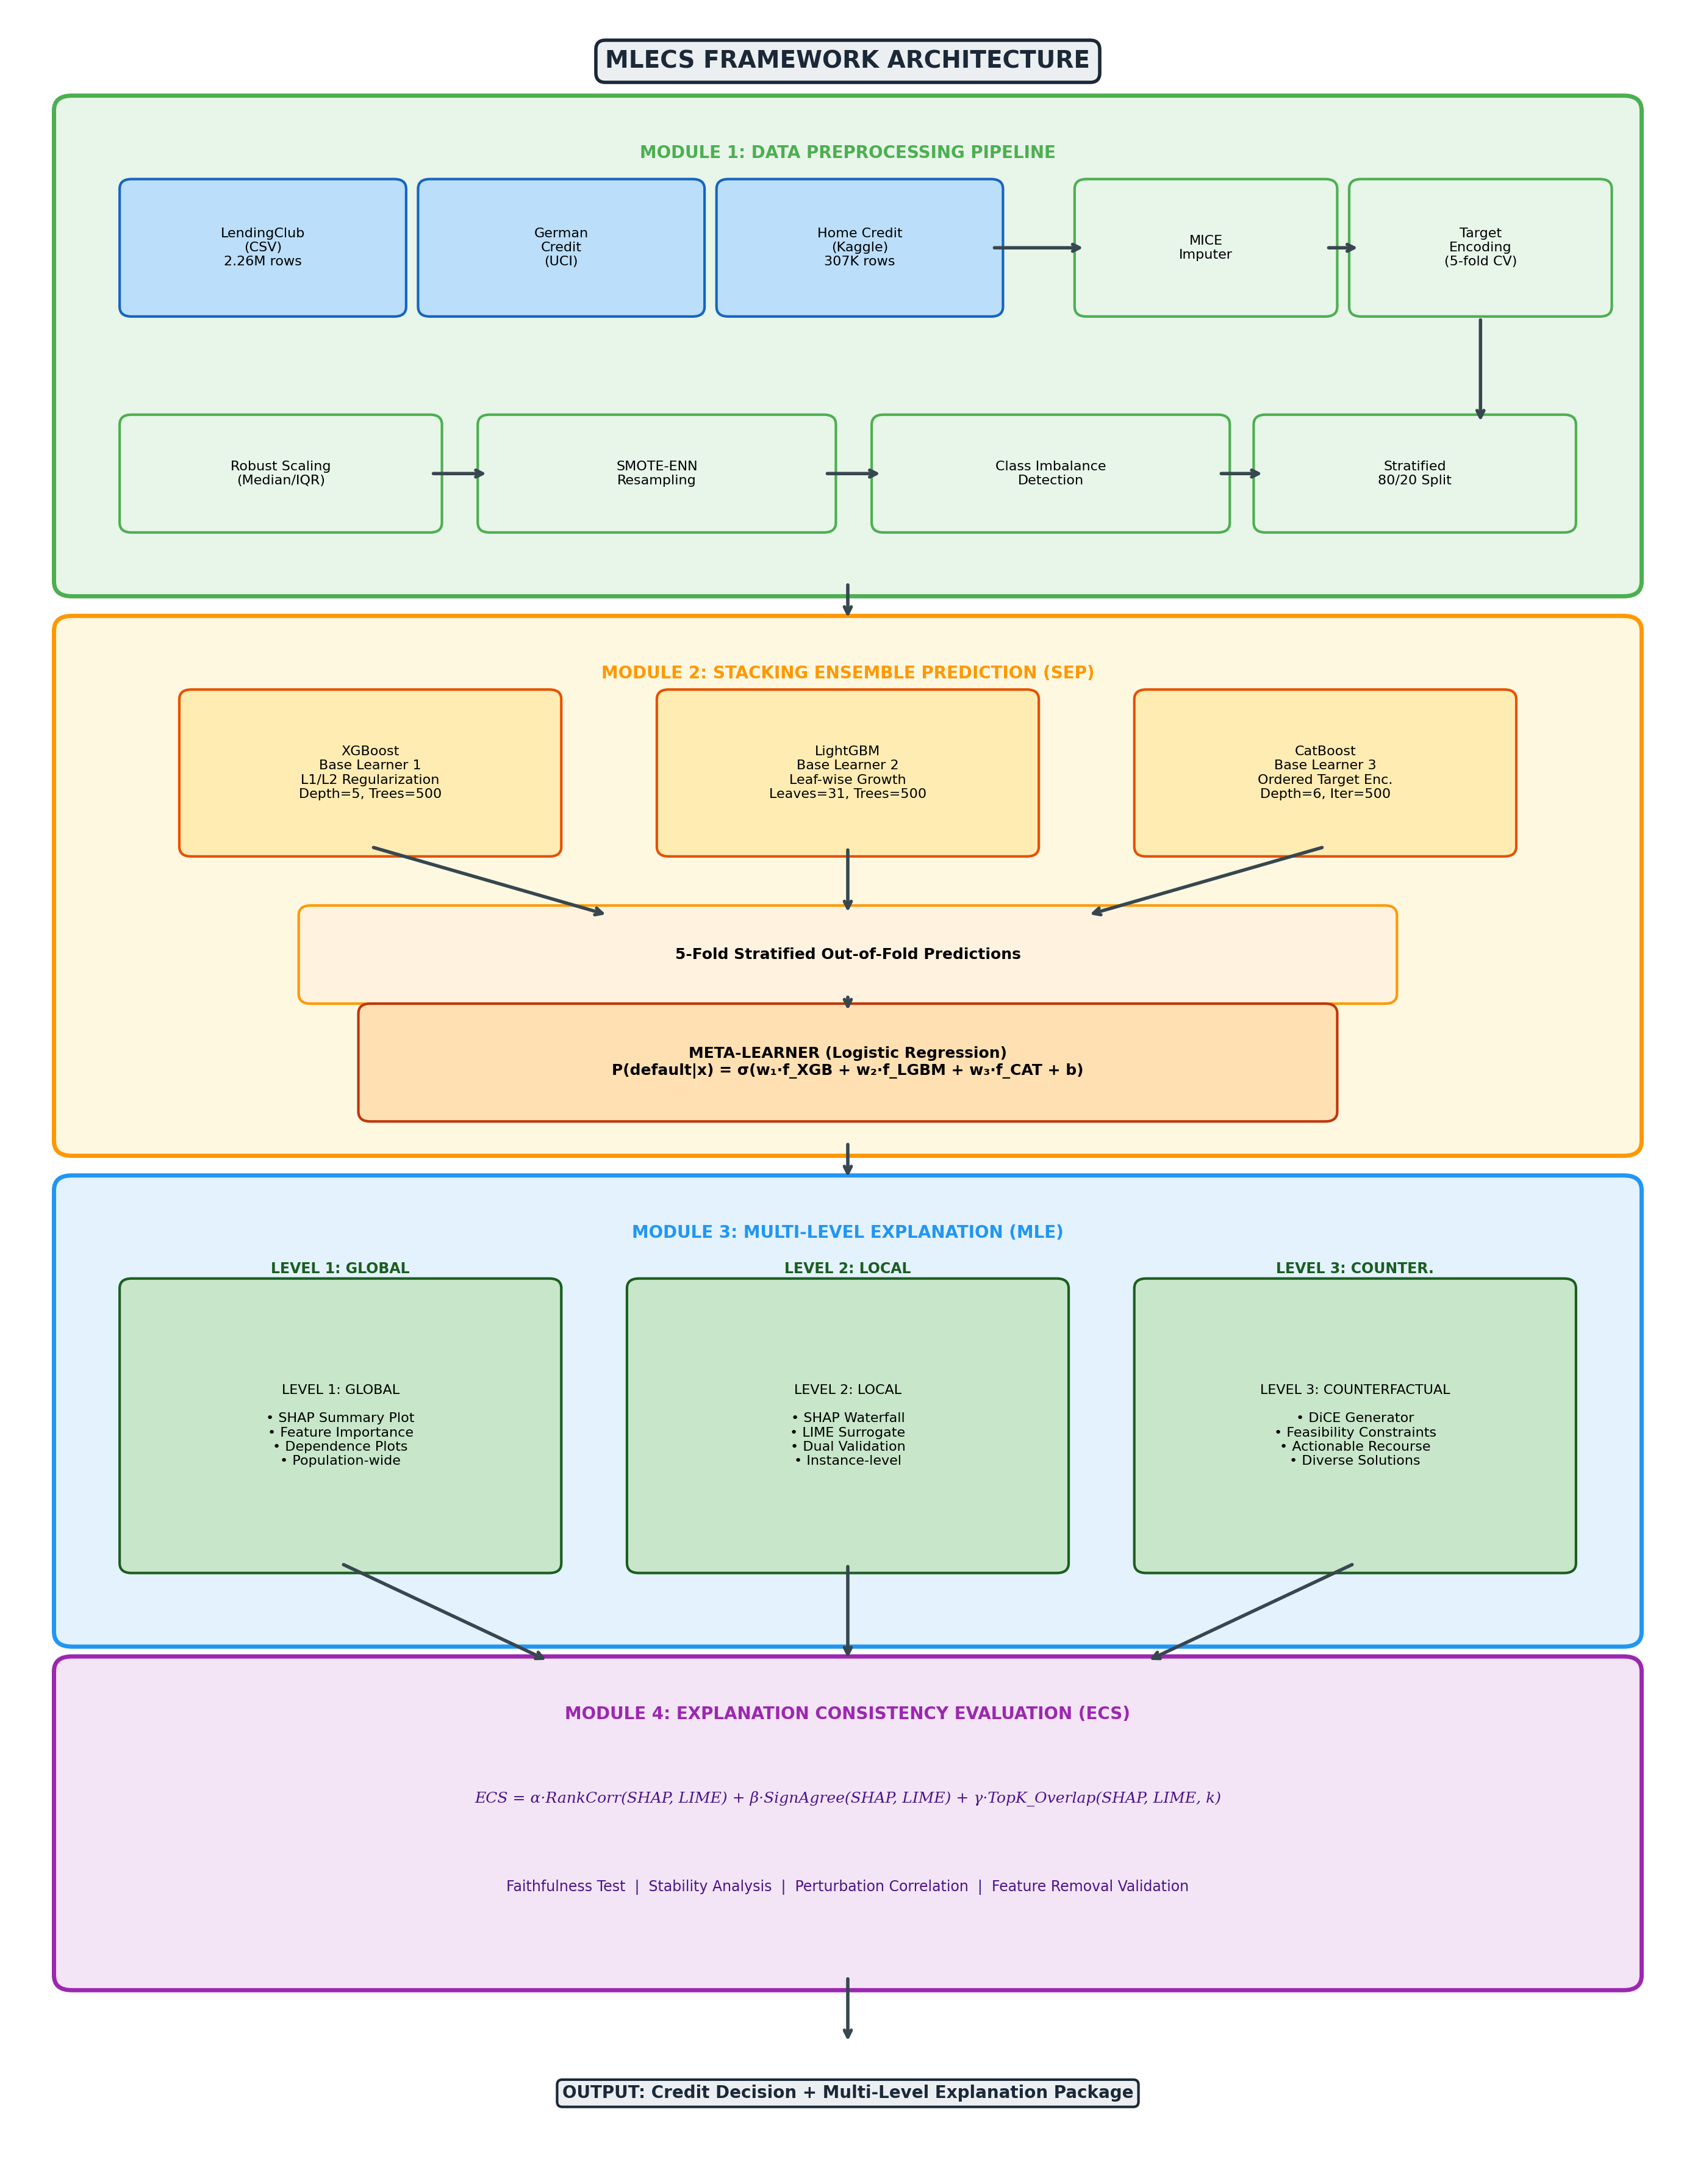 MLECS FRAMEWORK ARCHITECTURE
MODULE 1: DATA PREPROCESSING PIPELINE
LendingClub
(CSV)
2.26M rows
German
Credit
(UCI)
Home Credit
(Kaggle)
307K rows
MICE
Imputer
Target
Encoding
(5-fold CV)
Robust Scaling
(Median/IQR)
SMOTE-ENN
Resampling
Class Imbalance
Detection
Stratified
80/20 Split
MODULE 2: STACKING ENSEMBLE PREDICTION (SEP)
XGBoost
Base Learner 1
L1/L2 Regularization
Depth=5, Trees=500
LightGBM
Base Learner 2
Leaf-wise Growth
Leaves=31, Trees=500
CatBoost
Base Learner 3
Ordered Target Enc.
Depth=6, Iter=500
5-Fold Stratified Out-of-Fold Predictions
META-LEARNER (Logistic Regression)
P(default|x) = σ(w₁·f_XGB + w₂·f_LGBM + w₃·f_CAT + b)
MODULE 3: MULTI-LEVEL EXPLANATION (MLE)
LEVEL 1: GLOBAL
LEVEL 1: GLOBAL
• SHAP Summary Plot
• Feature Importance
• Dependence Plots
• Population-wide
LEVEL 2: LOCAL
LEVEL 2: LOCAL
• SHAP Waterfall
• LIME Surrogate
• Dual Validation
• Instance-level
LEVEL 3: COUNTER.
LEVEL 3: COUNTERFACTUAL
• DiCE Generator
• Feasibility Constraints
• Actionable Recourse
• Diverse Solutions
MODULE 4: EXPLANATION CONSISTENCY EVALUATION (ECS)
ECS = α·RankCorr(SHAP, LIME) + β·SignAgree(SHAP, LIME) + γ·TopK_Overlap(SHAP, LIME, k)
Faithfulness Test | Stability Analysis | Perturbation Correlation | Feature Removal Validation
OUTPUT: Credit Decision + Multi-Level Explanation Package